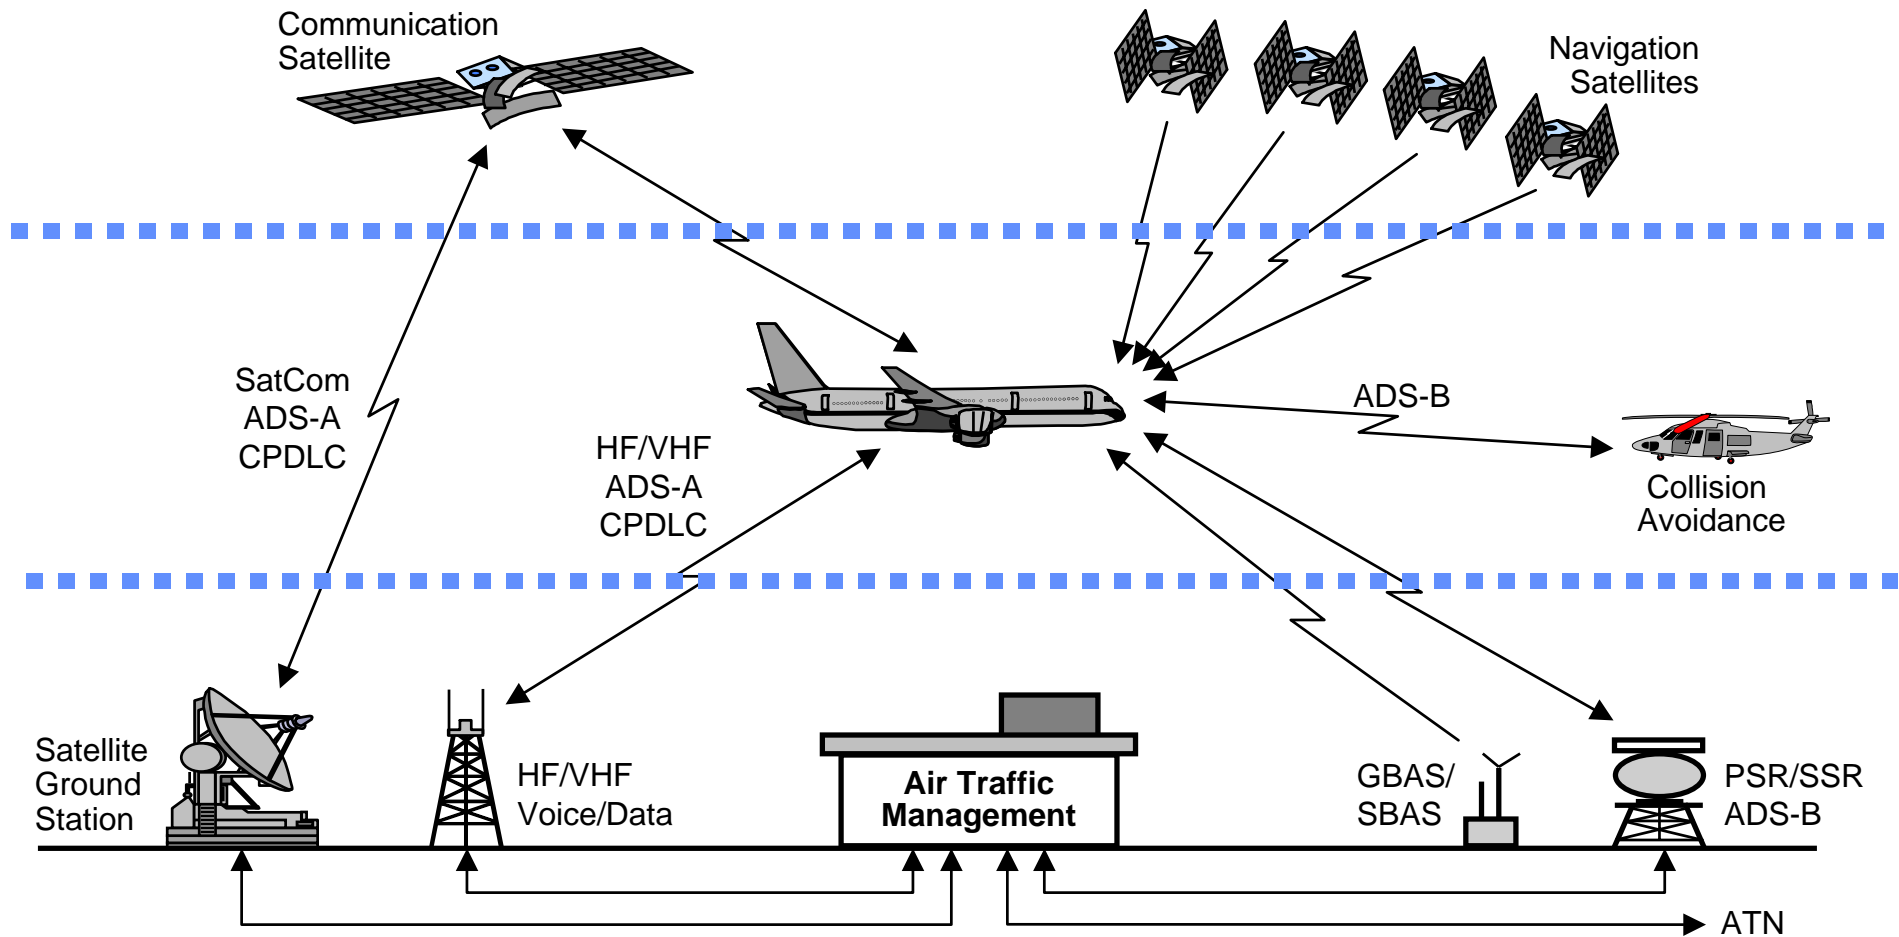 Communication
Satellite
Navigation
Satellites
SatCom
ADS-A
CPDLC
HF/VHF
ADS-A
CPDLC
ADS-B
Collision
Avoidance
Satellite
Ground
Station
HF/VHF
Voice/Data
Air Traffic
Management
GBAS/
SBAS
PSR/SSR
ADS-B
ATN